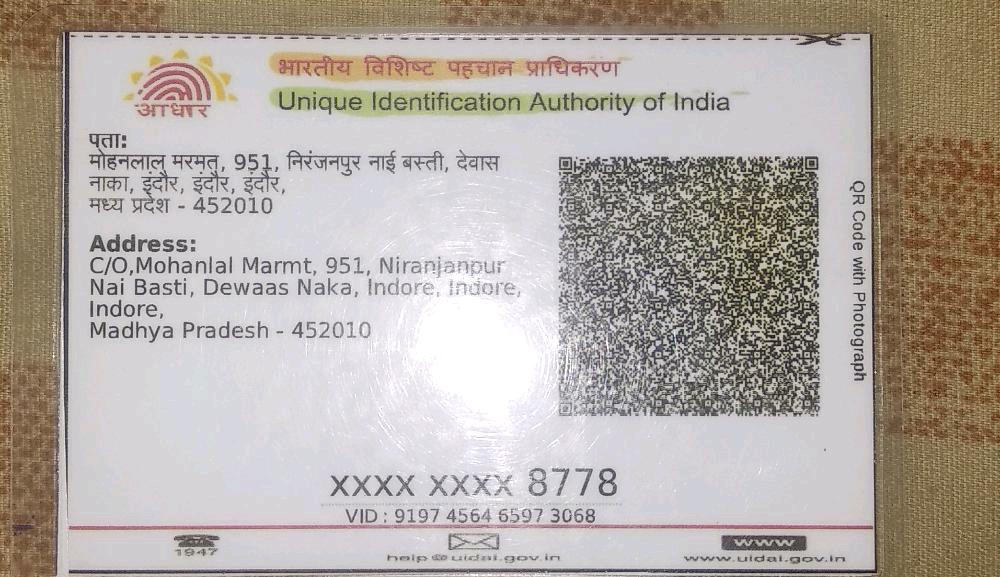 भारतीय विशिष्ट पहचान प्राधिकरण
Unique Identification Authority of India
आधार
पता:
मोहनलाल मरमत, 951, निरंजनपुर नाई बस्ती, देवास
नाका, इंदौर, इंदौर, इंदौर,
मध्य प्रदेश - 452010
Address:
C/O,Mohanlal Marmt, 951, Niranjanpur
Nai Basti, Dewaas Naka, Indore, Indore,
Indore,
Madhya Pradesh - 452010
QR Code with Photograph
xxxx xxxx 8778
VID : 9197 4564 6597 3068
1947
help@uidai.gov.in
www
www.uidai.gov.in